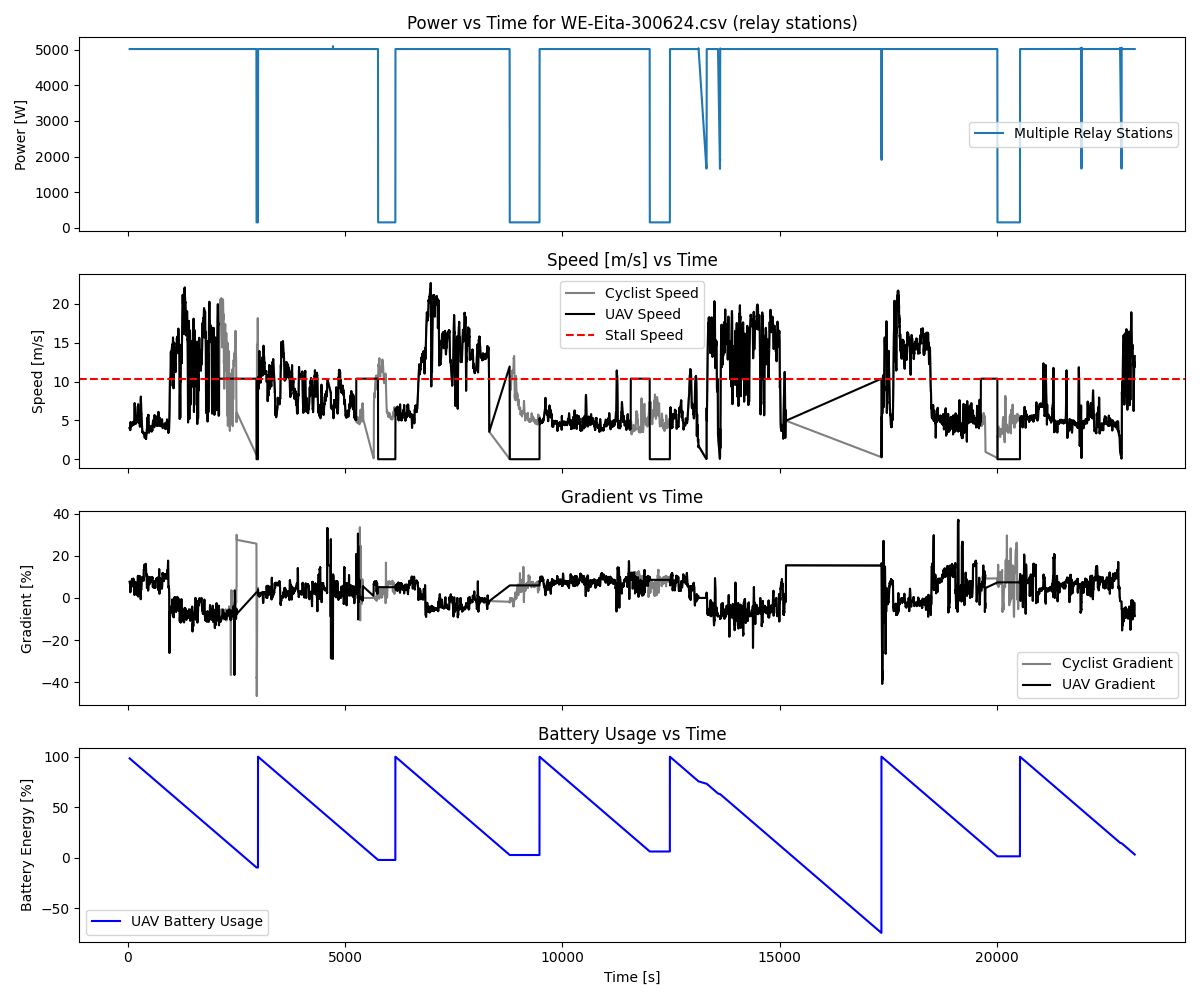 Power vs Time for WE-Eita-300624.csv (relay stations)
5000
4000
3000
2000
1000
0
Power [W]
Multiple Relay Stations
Speed [m/s] vs Time
20
15
10
5
0
Speed [m/s]
Cyclist Speed
UAV Speed
Stall Speed
Gradient vs Time
40
20
0
−20
−40
Gradient [%]
Cyclist Gradient
UAV Gradient
Battery Usage vs Time
100
50
0
−50
Battery Energy [%]
UAV Battery Usage
0 5000 10000 15000 20000
Time [s]